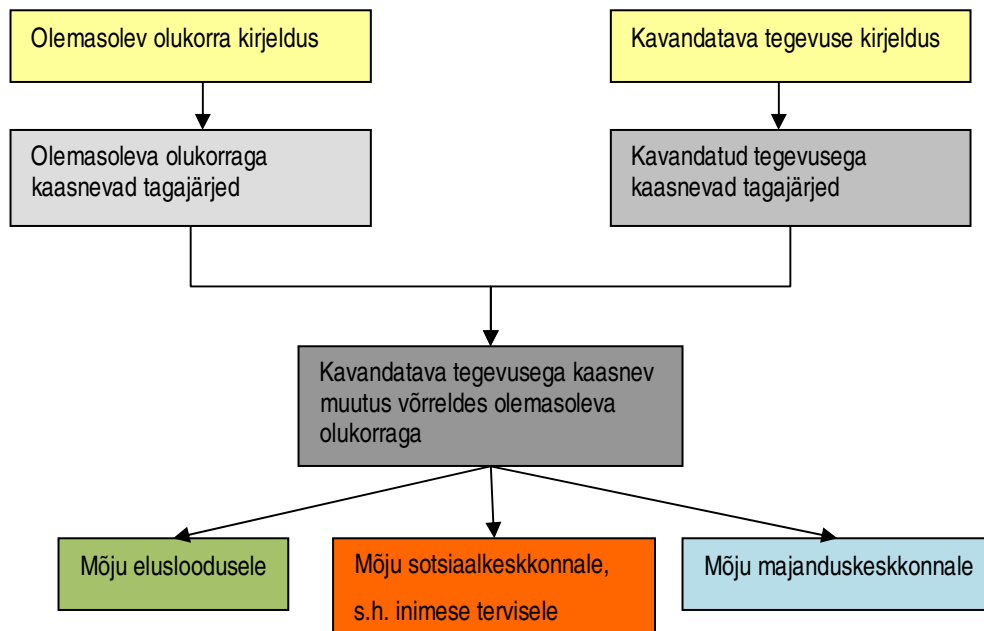 Olemasolev olukorra kirjeldus
Kavandatava tegevuse kirjeldus
Olemasoleva olukorraga
kaasnevad tagajärjed
Kavandatud tegevusega
kaasnevad tagajärjed
Kavandatava tegevusega kaasnev
muutus võrreldes olemasoleva
olukorraga
Mõju elusloodusele
Mõju sotsiaalkeskkonnale,
s.h. inimese tervisele
Mõju majanduskeskkonnale